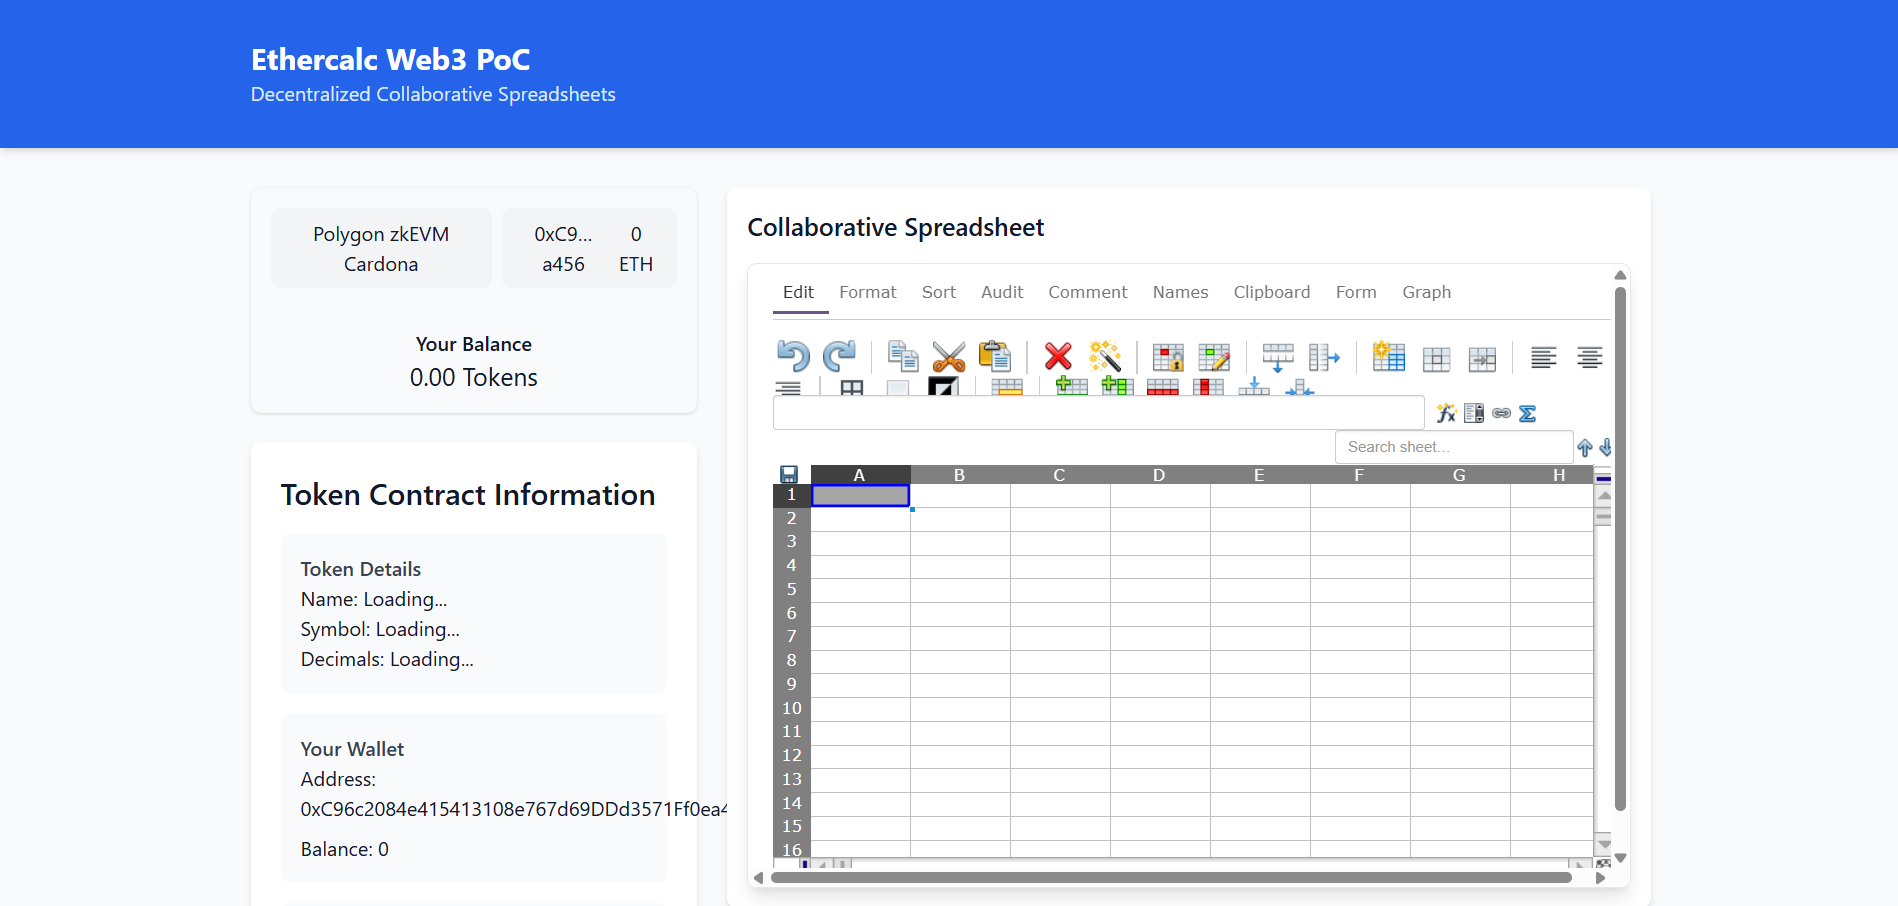 Ethercalc Web3 PoC
Decentralized Collaborative Spreadsheets
Polygon zkEVM
Cardona
0xC9...
a456
0
ETH
Your Balance
0.00 Tokens
Token Contract Information
Token Details
Name: Loading...
Symbol: Loading...
Decimals: Loading...
Your Wallet
Address:
0xC96c2084e415413108e767d69DDd3571Ff0ea4
Balance: 0
Collaborative Spreadsheet
Edit Format Sort Audit Comment Names Clipboard Form Graph
Search sheet...
A B C D E F G H
1
2
3
4
5
6
7
8
9
10
11
12
13
14
15
16